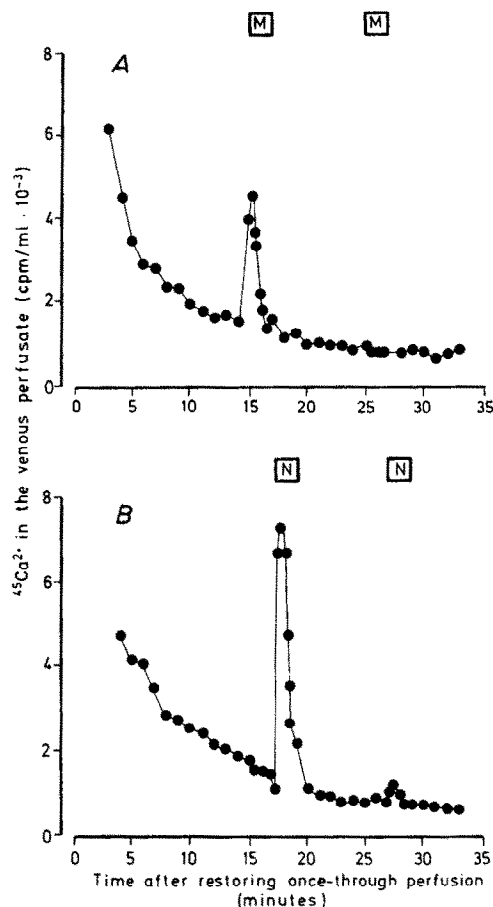 M M
A
8
6
4
2
0
0 5 10 15 20 25 30 35
N N
B
8
6
4
2
0
0 5 10 15 20 25 30 35
⁴⁵Ca²⁺ in the venous perfusate (cpm/ml · 10⁻³)
Time after restoring once-through perfusion
(minutes)